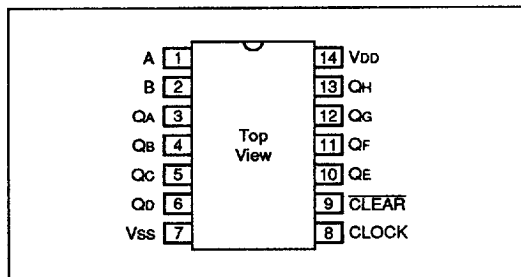 A 1 14 VDD
B 2 13 QH
QA 3 12 QG
QB 4 11 QF
QC 5 10 QE
QD 6 9 CLEAR
VSS 7 8 CLOCK
Top
View